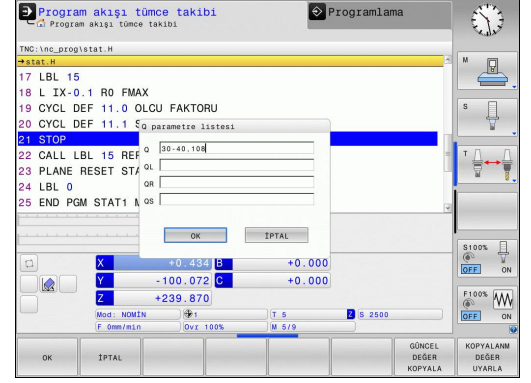 Program akışı tümce takibi
Program akışı tümce takibi
Programlama
TNC:\nc_prog\stat.H
→stat.H
17 LBL 15
18 L IX-0.1 R0 FMAX
19 CYCL DEF 11.0 OLCU FAKTORU
20 CYCL DEF 11.1 S
21 STOP
22 CALL LBL 15 REP
23 PLANE RESET STA
24 LBL 0
25 END PGM STAT1 M
Q parametre listesi
Q 30-40.108
QL
QR
QS
OK İPTAL
X +0.434 B +0.000
Y -100.072 C +0.000
Z +239.870
Mod: NOMİN 1 T 5 Z S 2500
F 0mm/min Ovr 100% M 5/9
M
S
T
S100%
OFF ON
F100%
OFF ON
OK İPTAL
GÜNCEL DEĞER KOPYALA
KOPYALANM DEĞER UYARLA